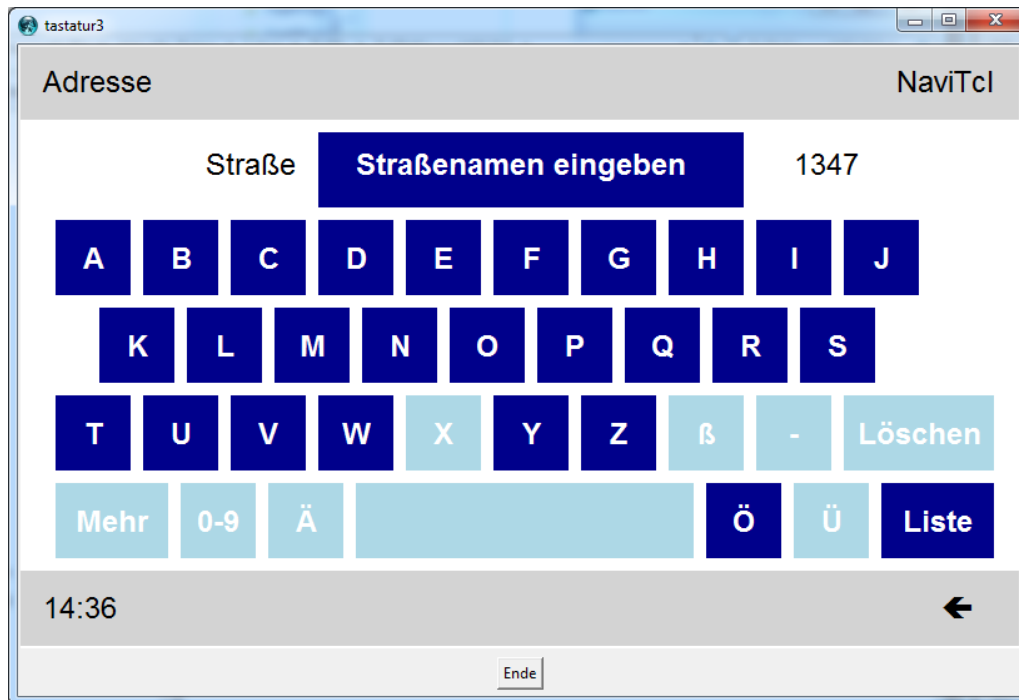 tastatur3
Adresse NaviTcl
Straße Straßenamen eingeben 1347
A B C D E F G H I J
K L M N O P Q R S
T U V W X Y Z ß - Löschen
Mehr 0-9 Ä Ö Ü Liste
14:36
Ende